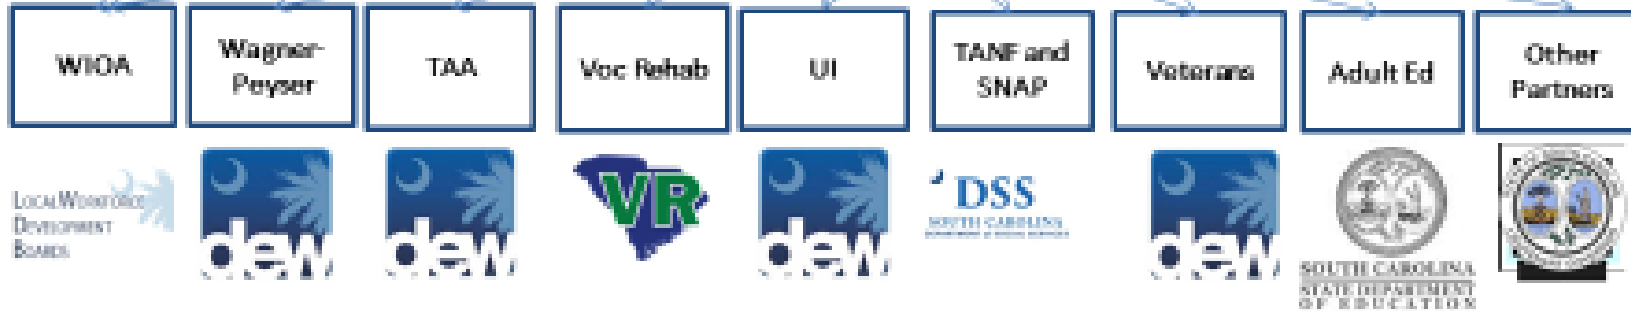 WIOA
Wagner-
Peyser
TAA
Voc Rehab
UI
TANF and
SNAP
Veterans
Adult Ed
Other
Partners
LOCAL WORKFORCE
DEVELOPMENT
BOARDS
dew
dew
VR
dew
DSS
SOUTH CAROLINA
dew
SOUTH CAROLINA
STATE DEPARTMENT
OF EDUCATION